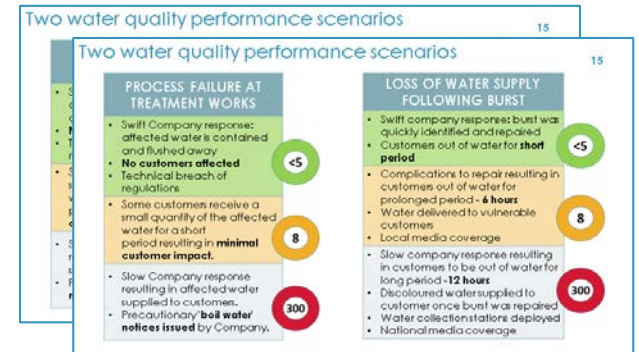 Two water quality performance scenarios
15
Two water quality performance scenarios
15
PROCESS FAILURE AT
TREATMENT WORKS
• Swift Company response:
affected water is contained
and flushed away
• No customers affected
• Technical breach of
regulations
<5
• Some customers receive a
small quantity of the affected
water for a short
period resulting in minimal
customer impact.
8
• Slow Company response
resulting in affected water
supplied to customers.
• Precautionary 'boil water'
notices issued by Company.
300
LOSS OF WATER SUPPLY
FOLLOWING BURST
• Swift company response: burst was
quickly identified and repaired
• Customers out of water for short
period
<5
• Complications to repair resulting in
customers out of water for
prolonged period - 6 hours
• Water delivered to vulnerable
customers
• Local media coverage
8
• Slow company response resulting
in customers to be out of water for
long period -12 hours
• Discoloured water supplied to
customer once burst was repaired
• Water collection stations deployed
• National media coverage
300